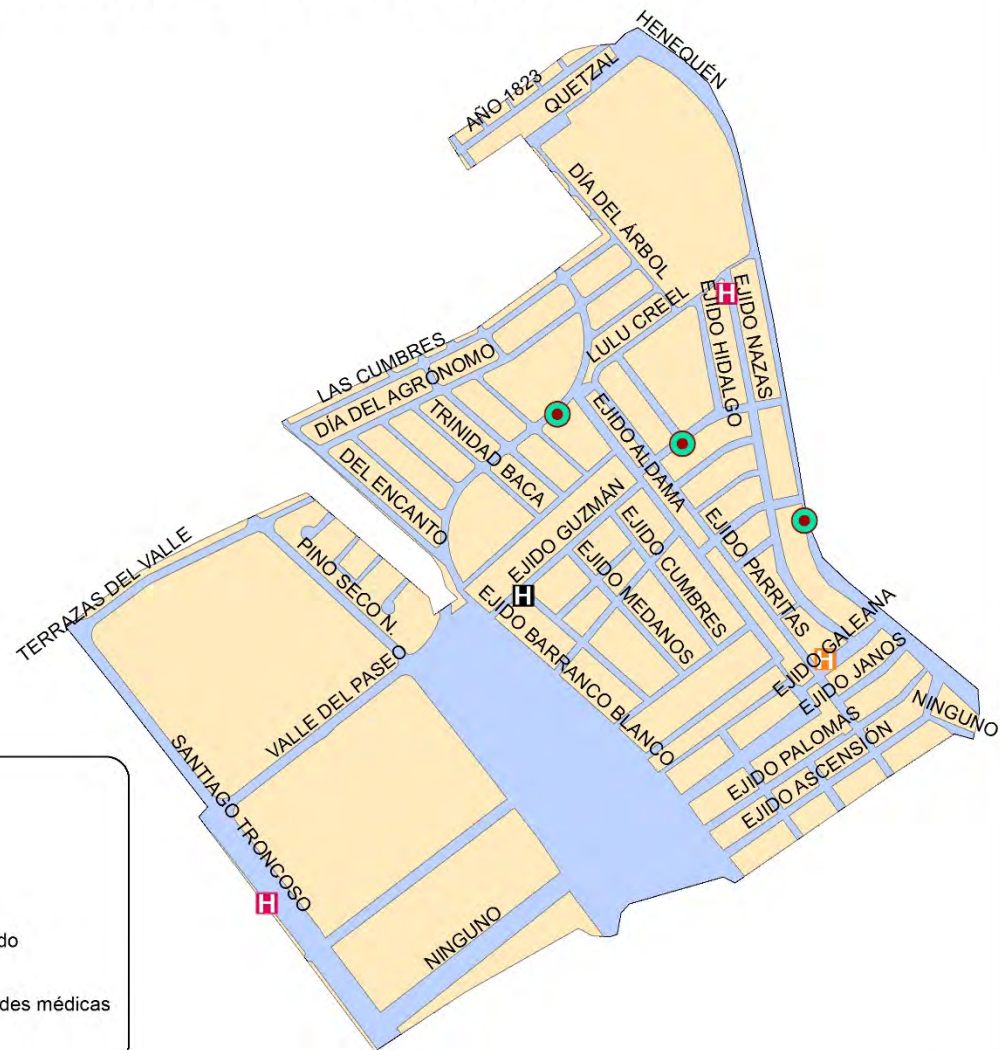 HENEQUÉN
AÑO 1823
QUETZAL
DÍA DEL ÁRBOL
H
EJIDO NAZAS
EJIDO HIDALGO
LULU CREEL
LAS CUMBRES
DÍA DEL AGRÓNOMO
TRINIDAD BACA
EJIDO ALDAMA
DEL ENCANTO
EJIDO GUZMÁN
EJIDO CUMBRES
EJIDO PARRITAS
EJIDO MEDANOS
H
EJIDO BARRANCO BLANCO
TERRAZAS DEL VALLE
PINO SECO N.
VALLE DEL PASEO
EJIDO GALEANA
H
EJIDO JANOS
NINGUNO
EJIDO PALOMAS
EJIDO ASCENSIÓN
SANTIAGO TRONCOSO
H
NINGUNO
do
des médicas